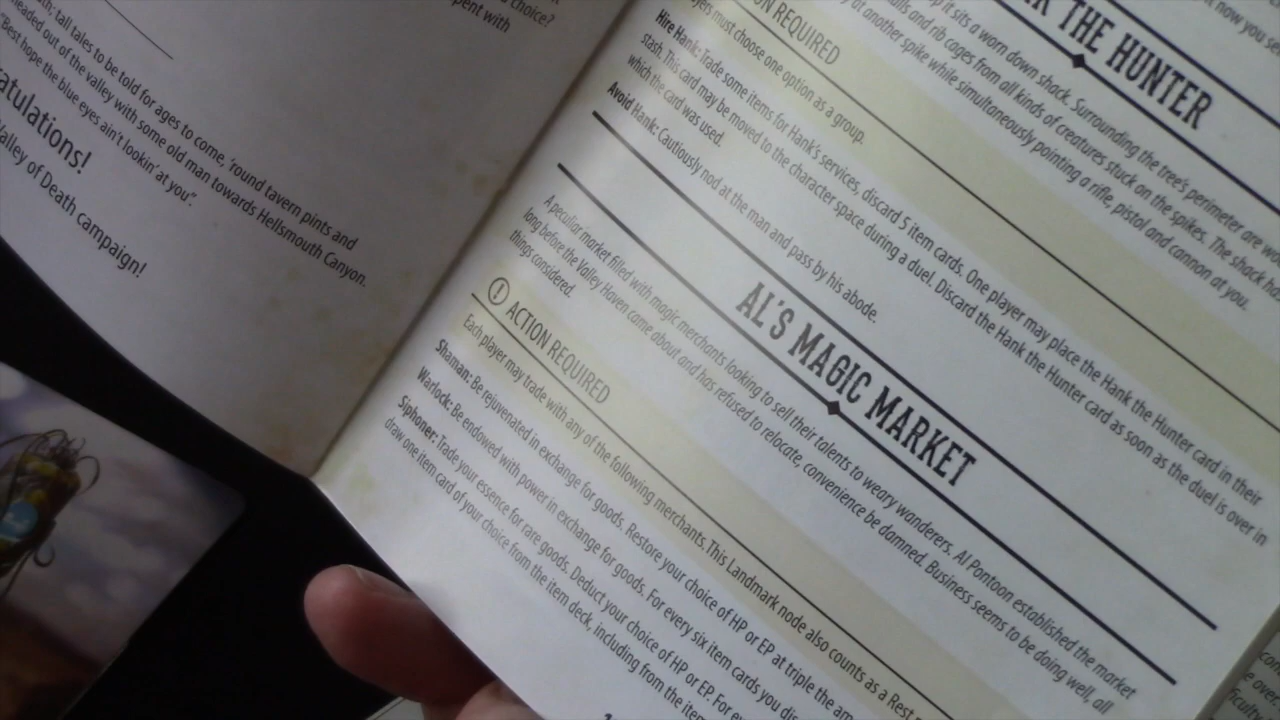 d choice?
pent with
ath: tall tales to be told for ages to come, 'round tavern pints and
headed out of the valley with some old man towards Hellsmouth Canyon.
"Best hope the blue eyes ain't lookin' at you".
ratulations!
Valley of Death campaign!
now you se
THE HUNTER
it sits a worn down shack. Surrounding the tree's perimeter are wo
and rib cages from all kinds of creatures stuck on the spikes. The shack ha
at another spike while simultaneously pointing a rifle, pistol and cannon at you.
ON REQUIRED
yers must choose one option as a group.
Hire Hank: Trade some items for Hank's services, discard 5 item cards. One player may place the Hank the Hunter card in their
stash. This card may be moved to the character space during a duel. Discard the Hank the Hunter card as soon as the duel is over in
which the card was used.
Avoid Hank: Cautiously nod at the man and pass by his abode.
AL'S MAGIC MARKET
A peculiar market filled with magic merchants looking to sell their talents to weary wanderers. Al Pontoon established the market
long before the Valley Haven came about and has refused to relocate, convenience be damned. Business seems to be doing well, all
things considered.
ACTION REQUIRED
Each player may trade with any of the following merchants. This Landmark node also counts as a Rest
Shaman: Be rejuvenated in exchange for goods. Restore your choice of HP or EP at triple the am
Warlock: Be endowed with power in exchange for goods. For every six item cards you dis
Siphoner: Trade your essence for rare goods. Deduct your choice of HP or EP. For ev
draw one item card of your choice from the item deck, including from the item